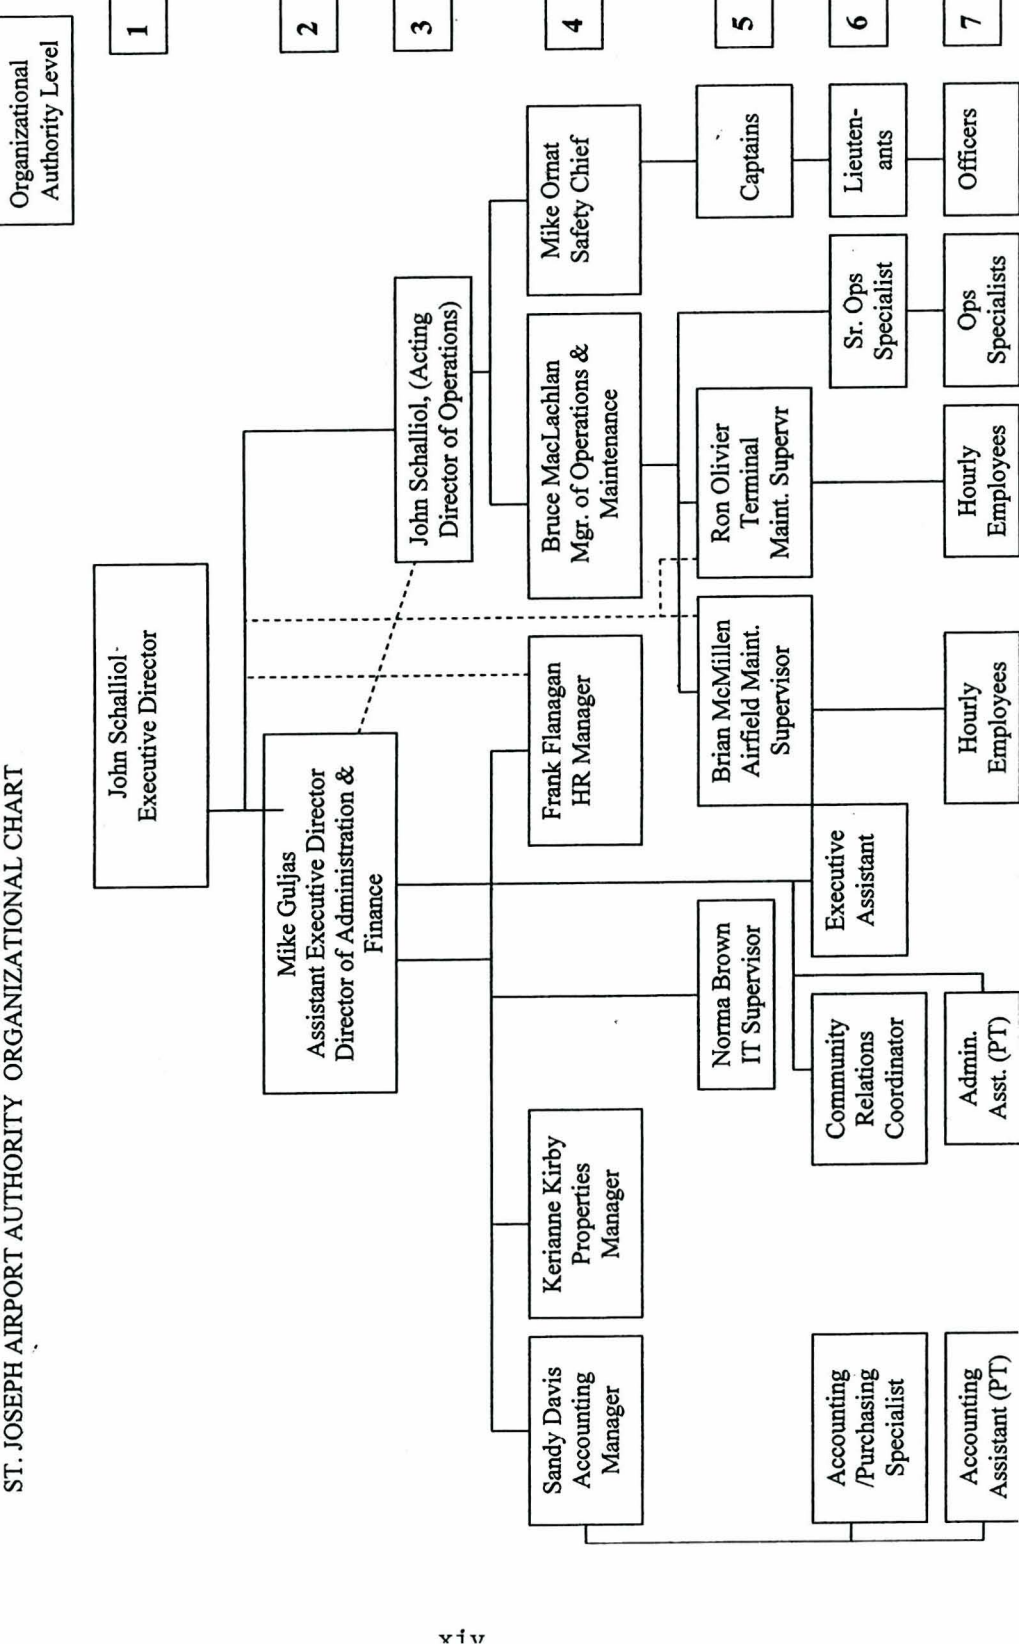 ST. JOSEPH AIRPORT AUTHORITY ORGANIZATIONAL CHART
Organizational
Authority Level
John Schalliol
Executive Director
1
Mike Guljas
Assistant Executive Director
Director of Administration &
Finance
2
John Schalliol, (Acting
Director of Operations)
3
Sandy Davis
Accounting
Manager
Kerianne Kirby
Properties
Manager
Frank Flanagan
HR Manager
Bruce MacLachlan
Mgr. of Operations &
Maintenance
Mike Ornat
Safety Chief
4
Norma Brown
IT Supervisor
Brian McMillen
Airfield Maint.
Supervisor
Ron Olivier
Terminal
Maint. Supervr
Captains
5
Accounting
/Purchasing
Specialist
Community
Relations
Coordinator
Executive
Assistant
Sr. Ops
Specialist
Lieuten-
ants
6
Accounting
Assistant (PT)
Admin.
Asst. (PT)
Hourly
Employees
Hourly
Employees
Ops
Specialists
Officers
7
xiv